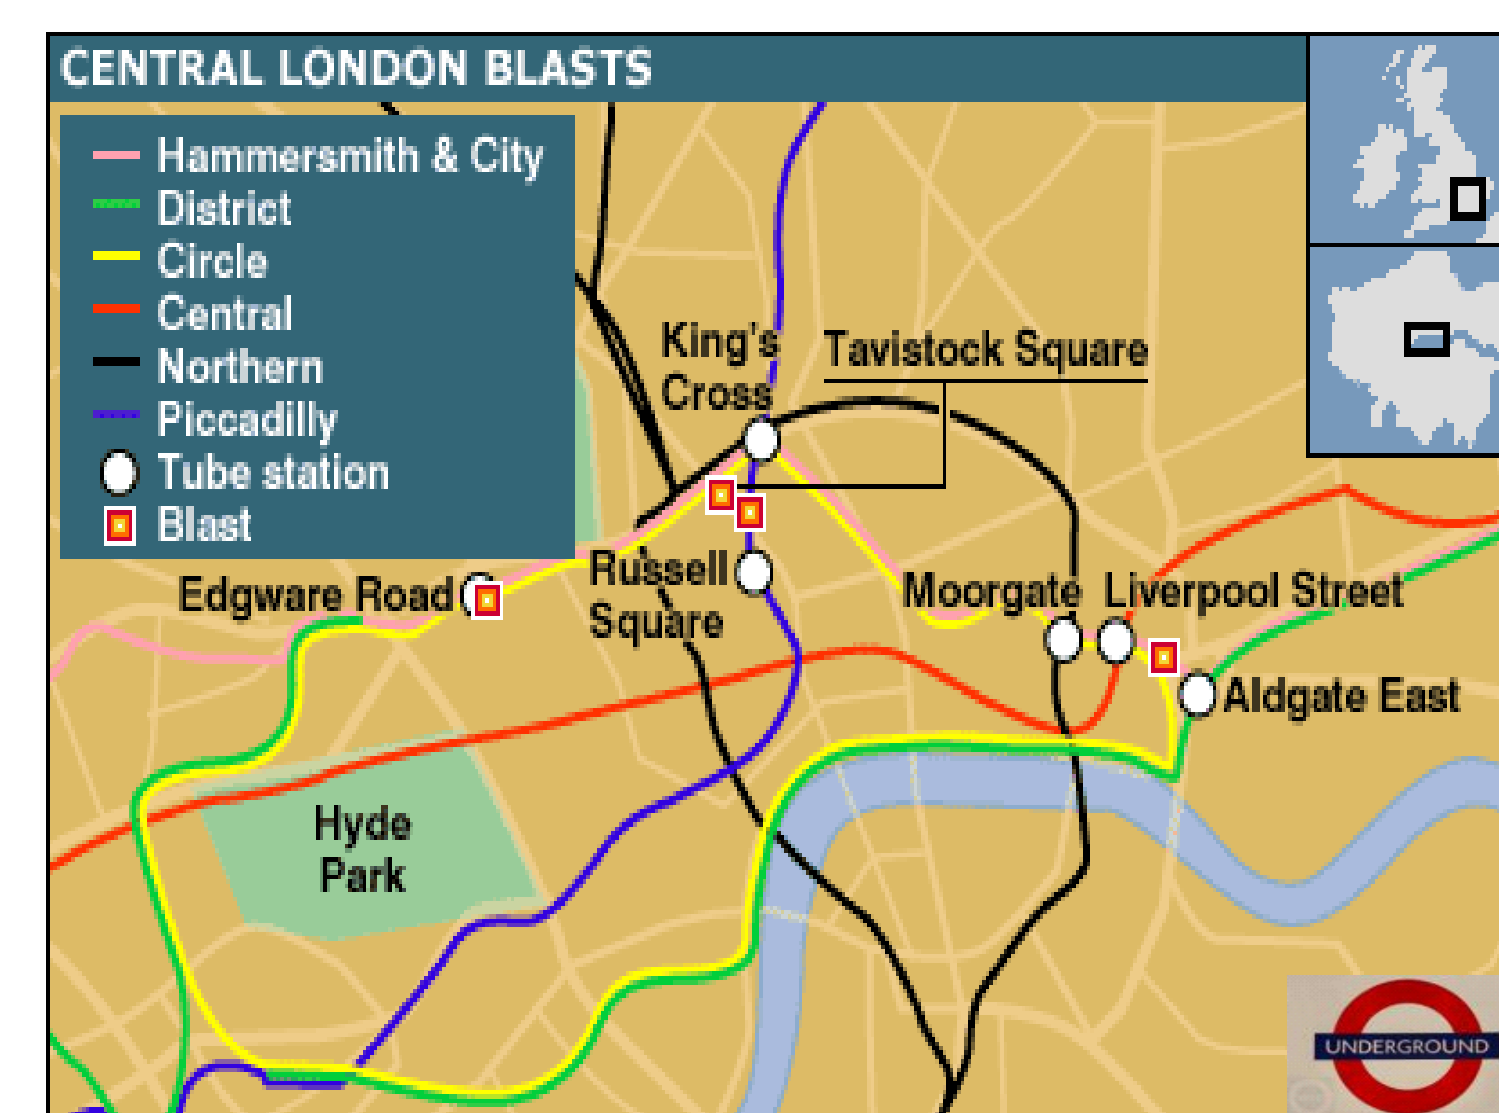 CENTRAL LONDON BLASTS
Hammersmith & City
District
Circle
Central
Northern
Piccadilly
Tube station
Blast
King's
Cross
Tavistock Square
Edgware Road
Russell
Square
Moorgate
Liverpool Street
Aldgate East
Hyde
Park
UNDERGROUND